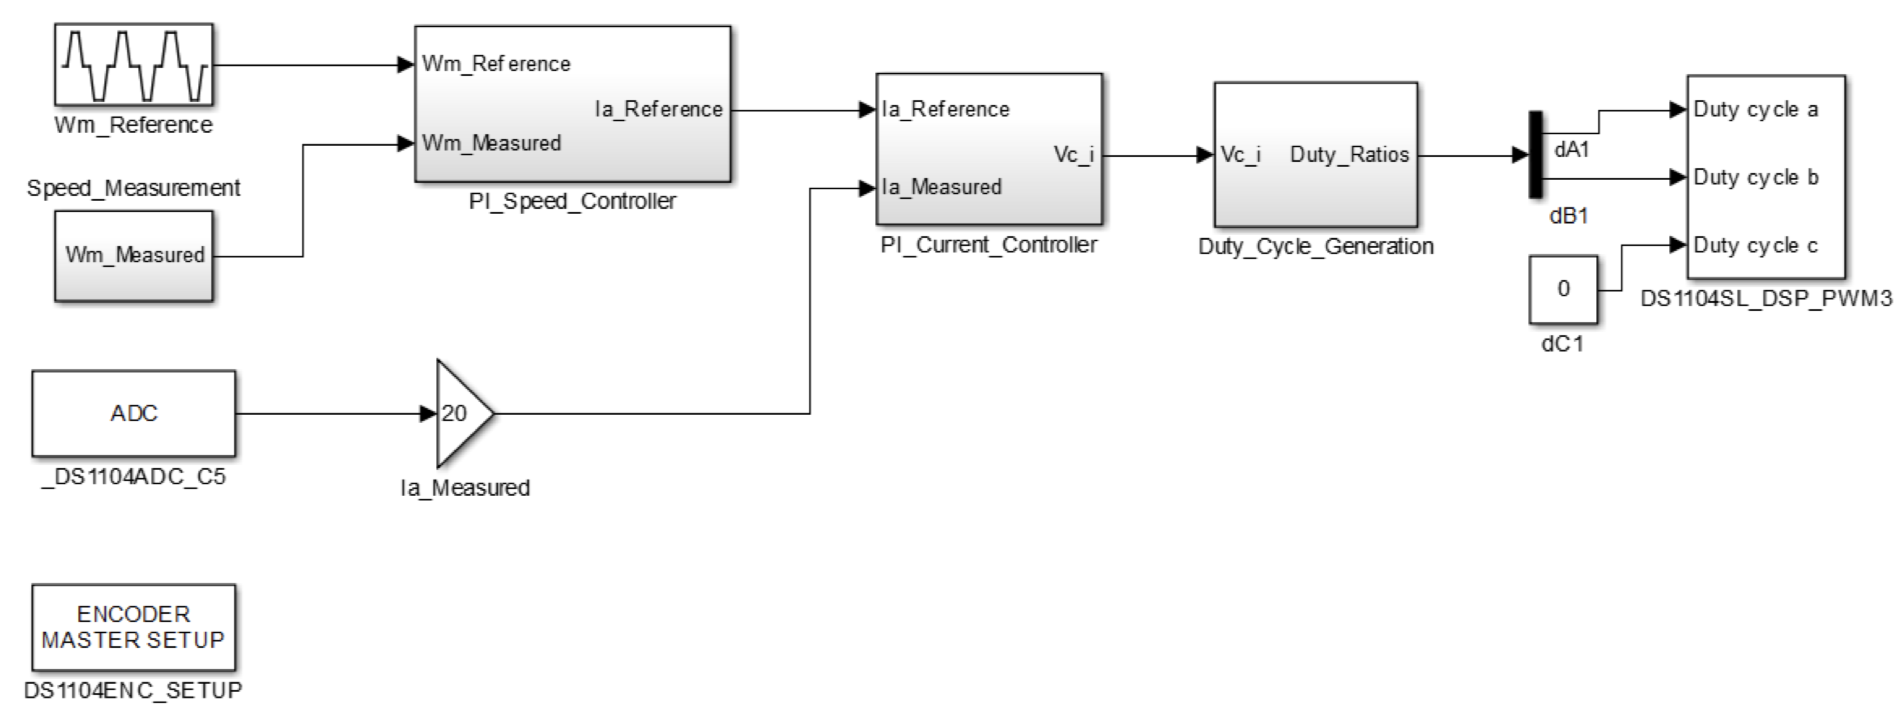 Wm_Reference
Speed_Measurement
Wm_Measured
ADC
_DS1104ADC_C5
ENCODER
MASTER SETUP
DS1104ENC_SETUP
Wm_Reference
Ia_Reference
Wm_Measured
PI_Speed_Controller
20
Ia_Measured
Ia_Reference
Vc_i
Ia_Measured
PI_Current_Controller
Vc_i
Duty_Ratios
Duty_Cycle_Generation
dA1
dB1
0
dC1
Duty cycle a
Duty cycle b
Duty cycle c
DS1104SL_DSP_PWM3